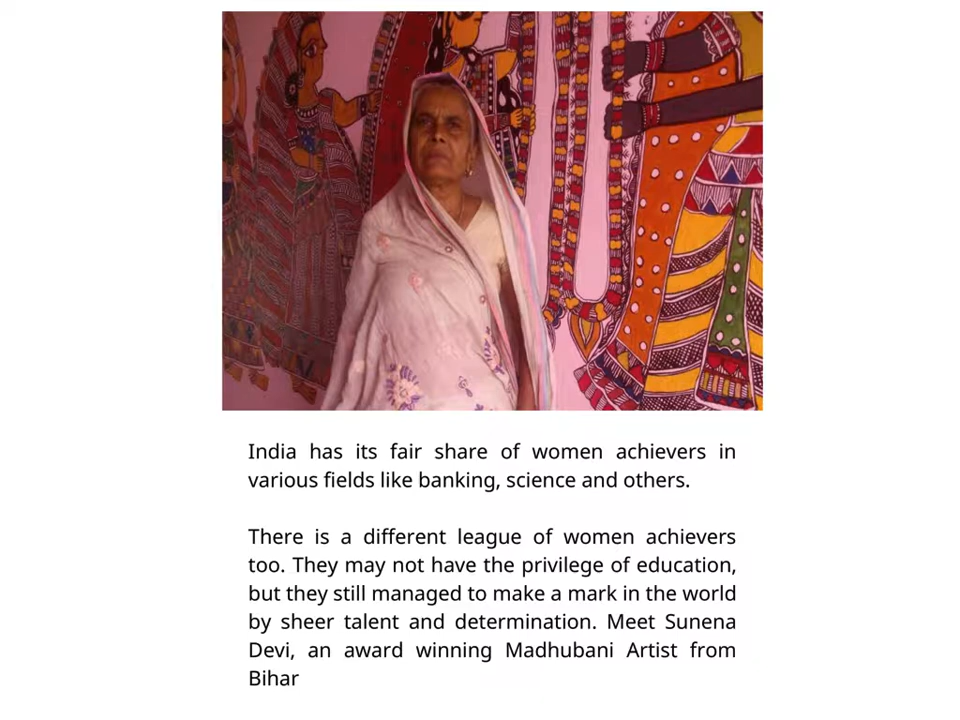 India has its fair share of women achievers in
various fields like banking, science and others.
There is a different league of women achievers
too. They may not have the privilege of education,
but they still managed to make a mark in the world
by sheer talent and determination. Meet Sunena
Devi, an award winning Madhubani Artist from
Bihar